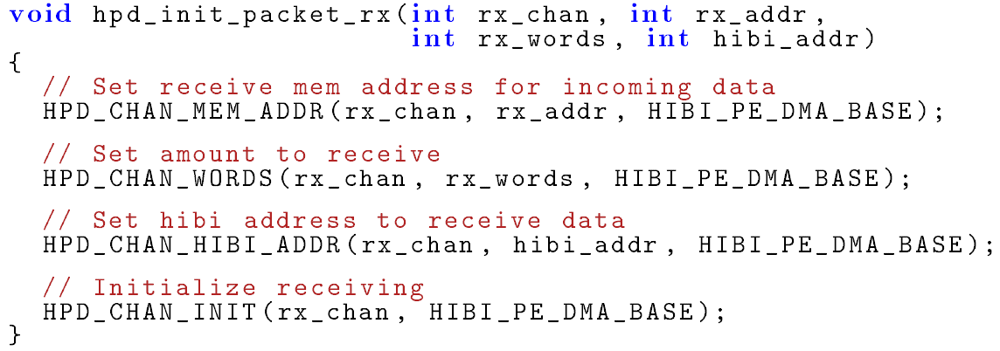 void hpd_init_packet_rx(int rx_chan, int rx_addr,
                        int rx_words, int hibi_addr)
{
  // Set receive mem address for incoming data
  HPD_CHAN_MEM_ADDR(rx_chan, rx_addr, HIBI_PE_DMA_BASE);

  // Set amount to receive
  HPD_CHAN_WORDS(rx_chan, rx_words, HIBI_PE_DMA_BASE);

  // Set hibi address to receive data
  HPD_CHAN_HIBI_ADDR(rx_chan, hibi_addr, HIBI_PE_DMA_BASE);

  // Initialize receiving
  HPD_CHAN_INIT(rx_chan, HIBI_PE_DMA_BASE);
}